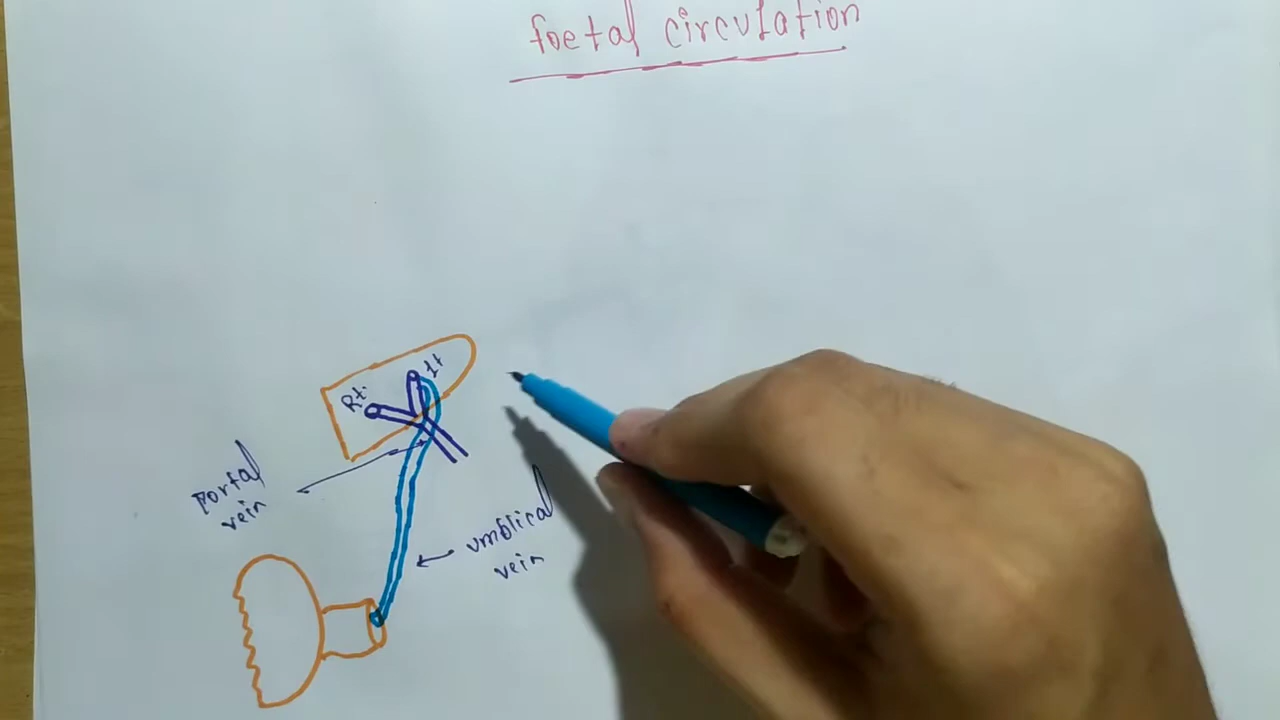 foetal circulation
Rt.
Lt
portal
vein
umblical
vein